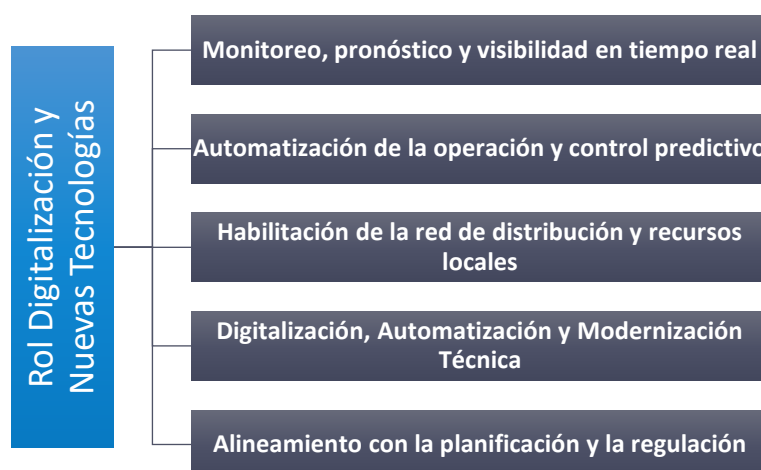 Rol Digitalización y
Nuevas Tecnologías
Monitoreo, pronóstico y visibilidad en tiempo real
Automatización de la operación y control predictivo
Habilitación de la red de distribución y recursos
locales
Digitalización, Automatización y Modernización
Técnica
Alineamiento con la planificación y la regulación